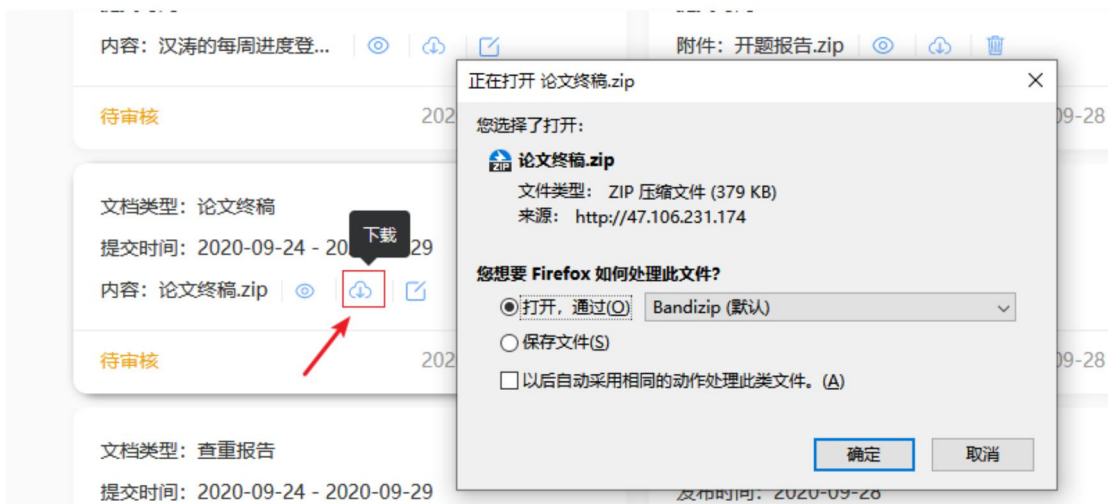 内容：汉涛的每周进度登...
附件：开题报告.zip
待审核
202
09-28
文档类型：论文终稿
提交时间：2020-09-24 - 20
29
下载
内容：论文终稿.zip
待审核
202
09-28
文档类型：查重报告
提交时间：2020-09-24 - 2020-09-29
发布时间：2020-09-28
正在打开 论文终稿.zip
您选择了打开：
ZIP
论文终稿.zip
文件类型： ZIP 压缩文件 (379 KB)
来源： http://47.106.231.174
您想要 Firefox 如何处理此文件?
打开，通过(O)
Bandizip (默认)
保存文件(S)
以后自动采用相同的动作处理此类文件。(A)
确定
取消